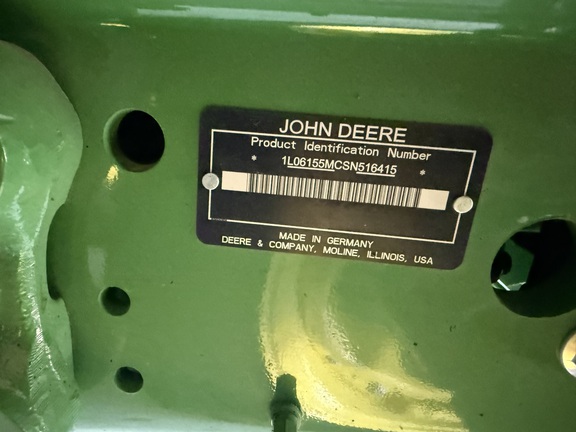 JOHN DEERE
Product Identification Number
* 1L06155MCSN516415 *
MADE IN GERMANY
DEERE & COMPANY, MOLINE, ILLINOIS, USA